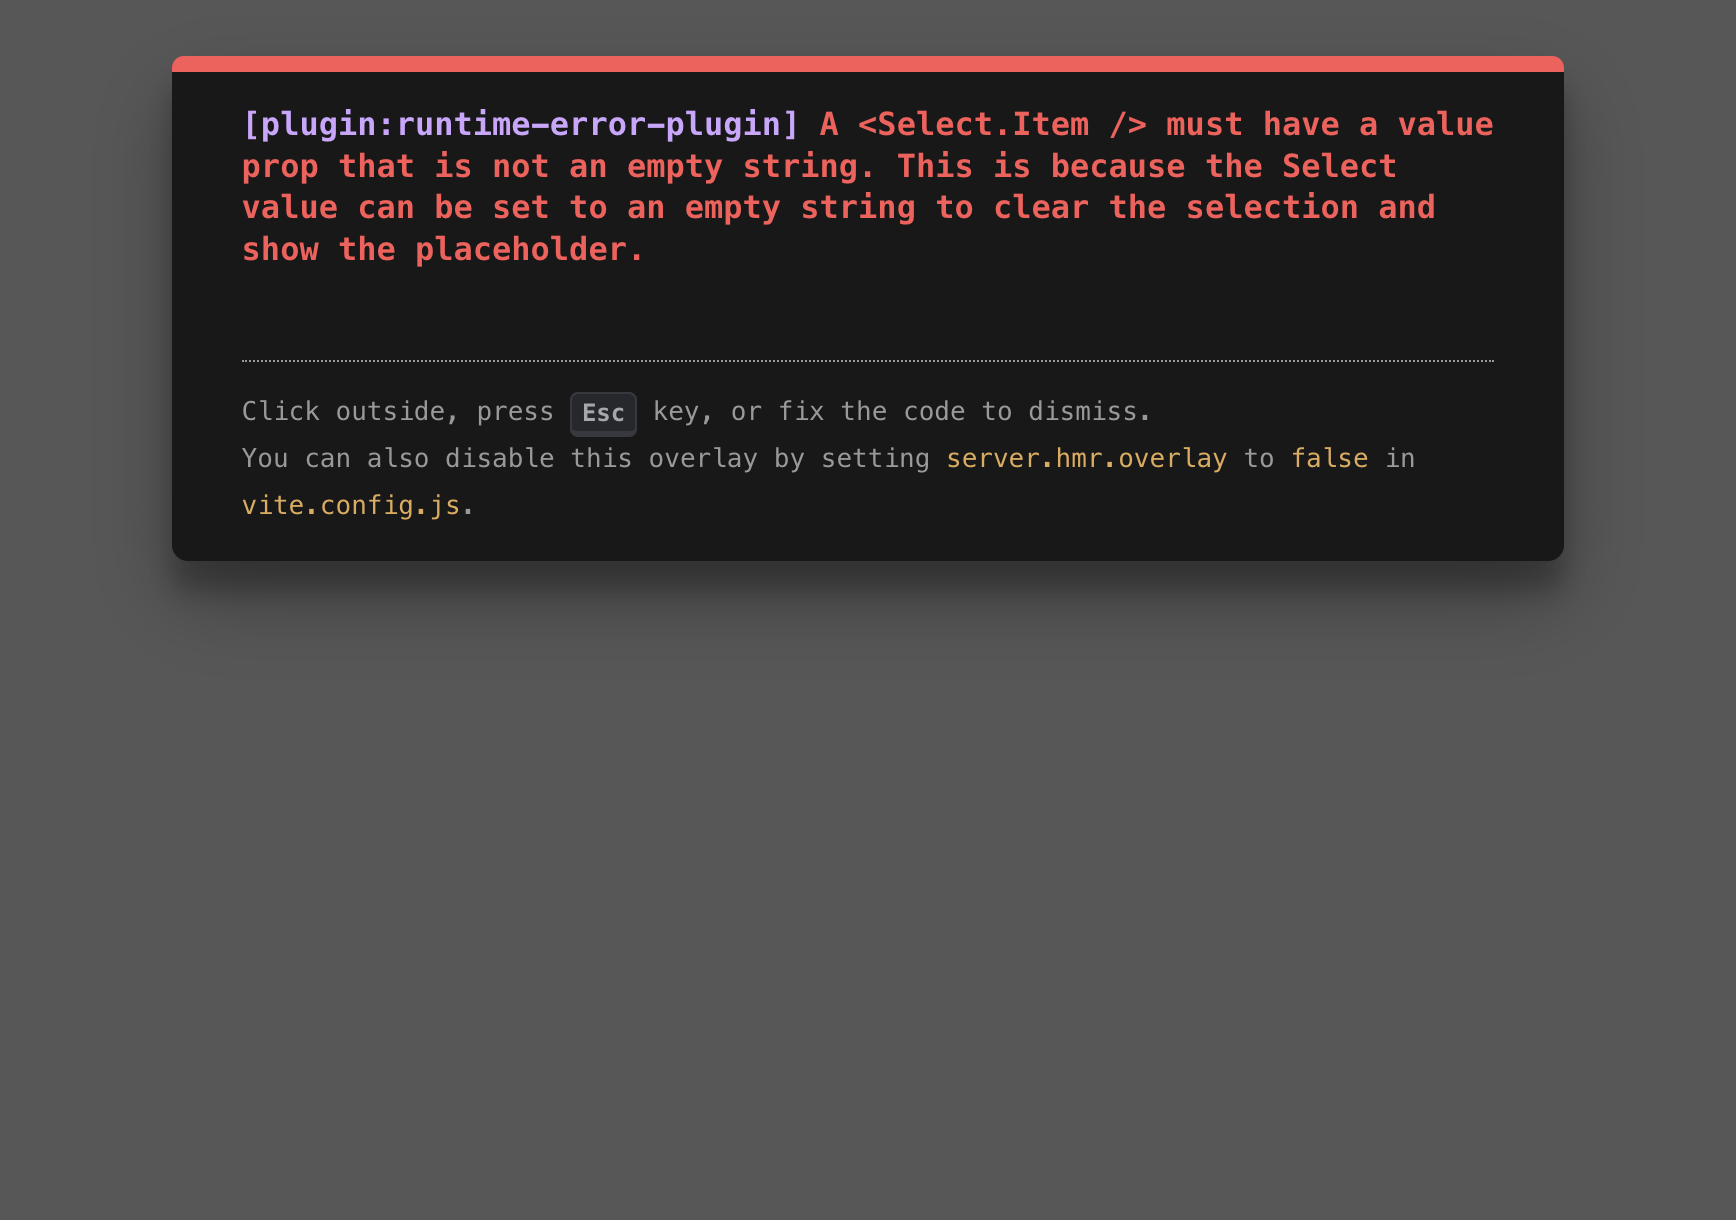 [plugin:runtime-error-plugin] A <Select.Item /> must have a value
prop that is not an empty string. This is because the Select
value can be set to an empty string to clear the selection and
show the placeholder.
Click outside, press Esc key, or fix the code to dismiss.
You can also disable this overlay by setting server.hmr.overlay to false in
vite.config.js.